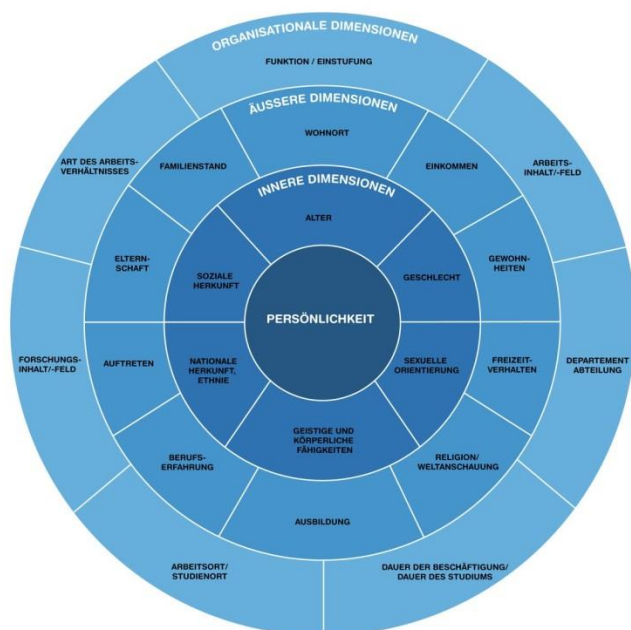 ORGANISATIONALE DIMENSIONEN
FUNKTION / EINSTUFUNG
ARBEITS-
INHALT/-FELD
DEPARTEMENT
ABTEILUNG
DAUER DER BESCHÄFTIGUNG/
DAUER DES STUDIUMS
ARBEITSORT/
STUDIENORT
FORSCHUNGS-
INHALT/-FELD
ART DES ARBEITS-
VERHÄLTNISSES
ÄUSSERE DIMENSIONEN
WOHNORT
EINKOMMEN
GEWOHN-
HEITEN
FREIZEIT-
VERHALTEN
RELIGION/
WELTANSCHAUUNG
AUSBILDUNG
BERUFS-
ERFAHRUNG
AUFTRETEN
ELTERN-
SCHAFT
FAMILIENSTAND
INNERE DIMENSIONEN
ALTER
GESCHLECHT
SEXUELLE
ORIENTIERUNG
GEISTIGE UND
KÖRPERLICHE
FÄHIGKEITEN
NATIONALE
HERKUNFT,
ETHNIE
SOZIALE
HERKUNFT
PERSÖNLICHKEIT